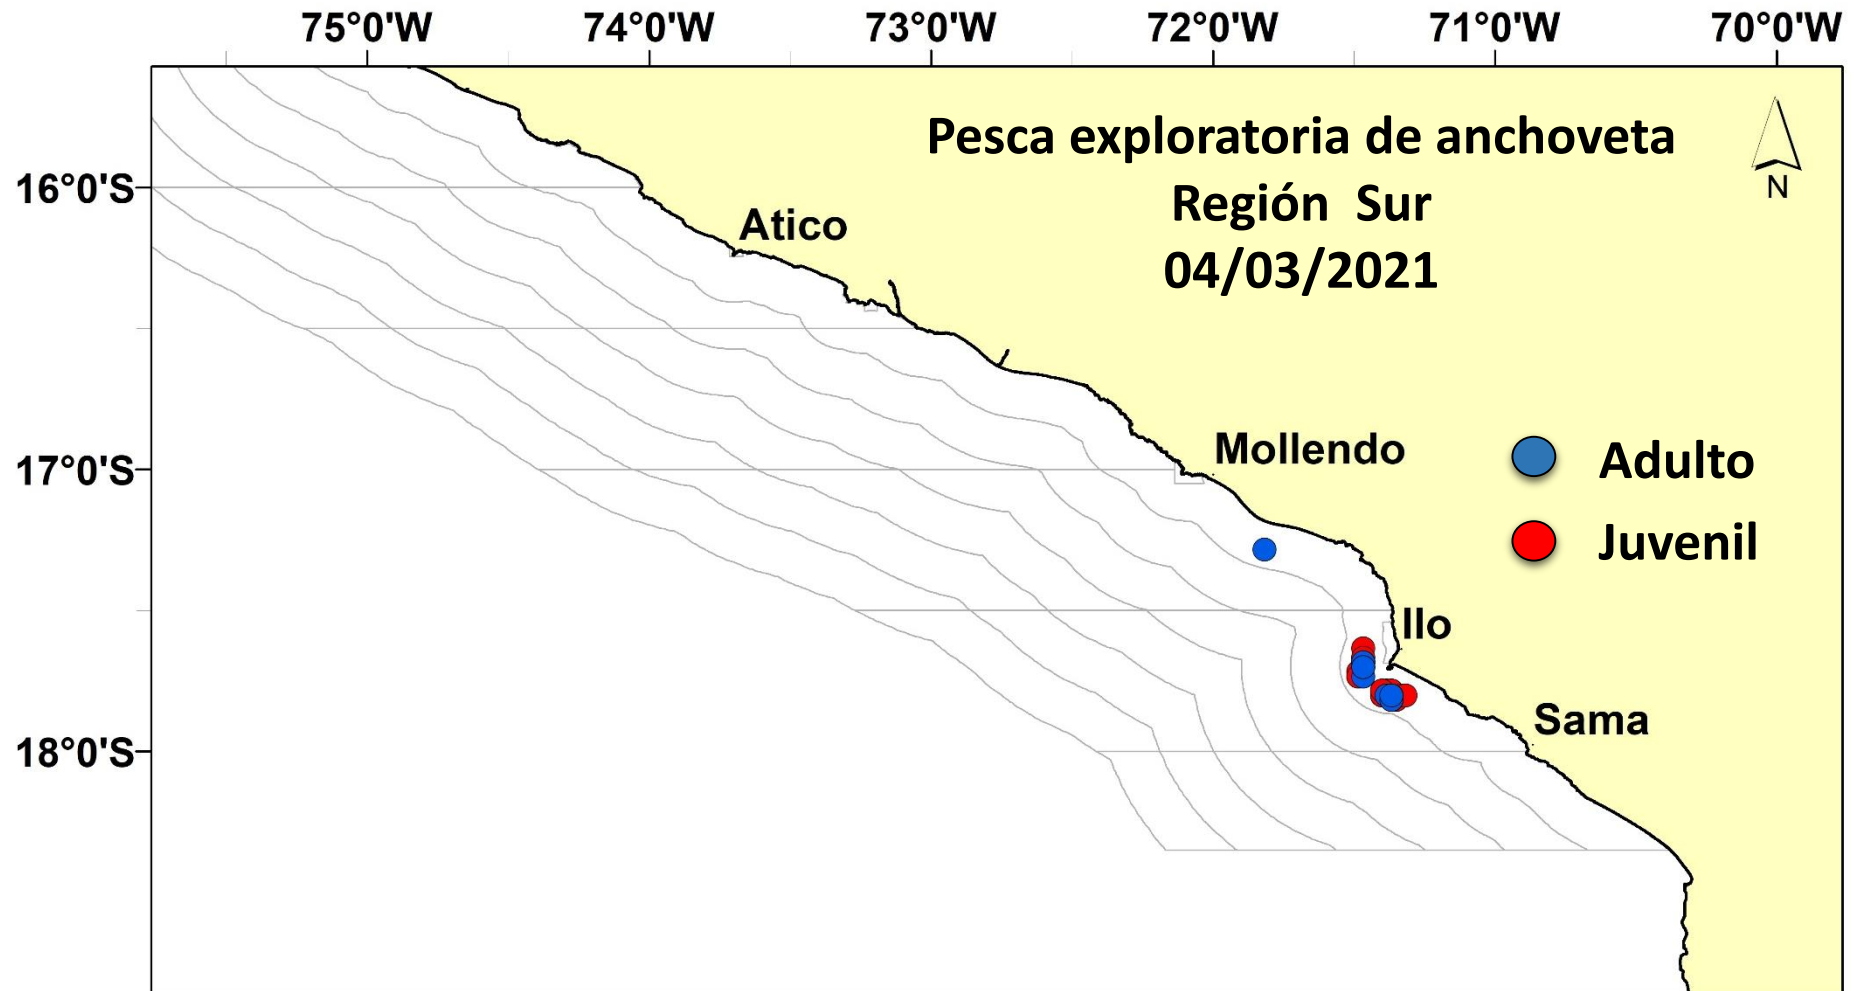 75°0'W 74°0'W 73°0'W 72°0'W 71°0'W 70°0'W
Pesca exploratoria de anchoveta
Región Sur
04/03/2021
N
16°0'S
Atico
17°0'S
Mollendo
Adulto
Juvenil
Ilo
Sama
18°0'S